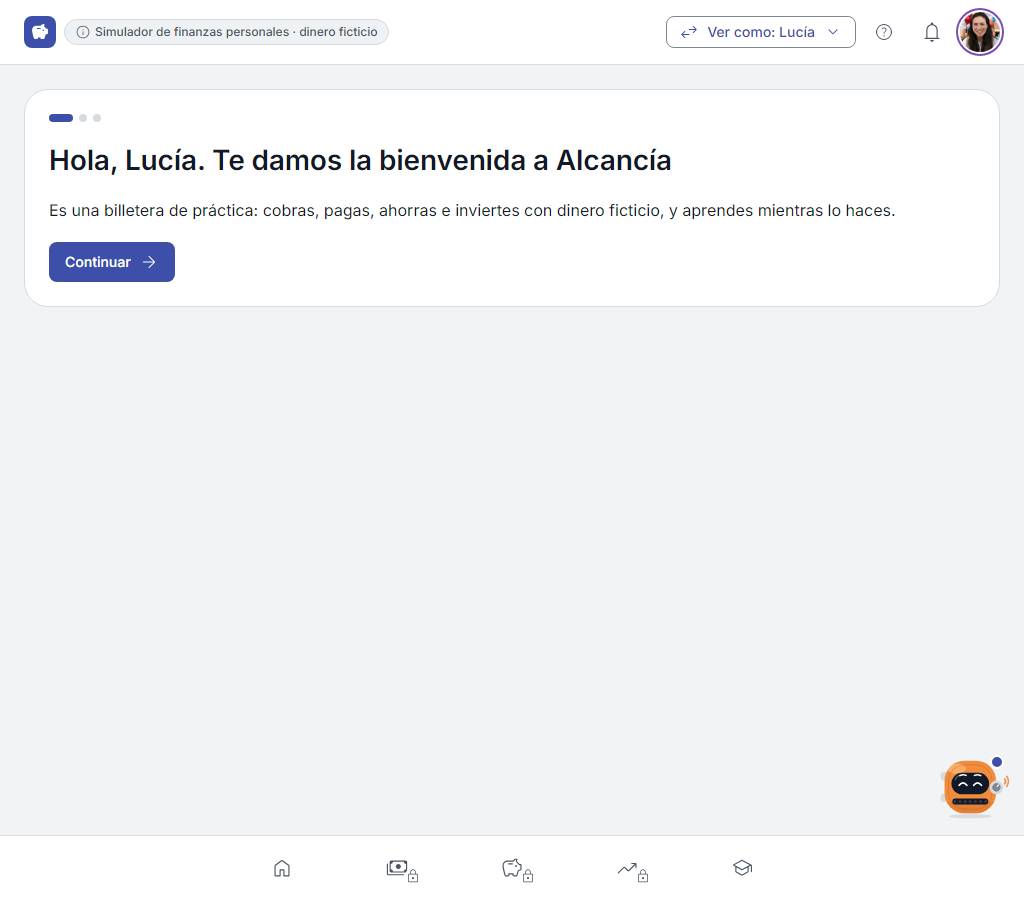 Simulador de finanzas personales · dinero ficticio
Ver como: Lucía
Hola, Lucía. Te damos la bienvenida a Alcancía
Es una billetera de práctica: cobras, pagas, ahorras e inviertes con dinero ficticio, y aprendes mientras lo haces.
Continuar